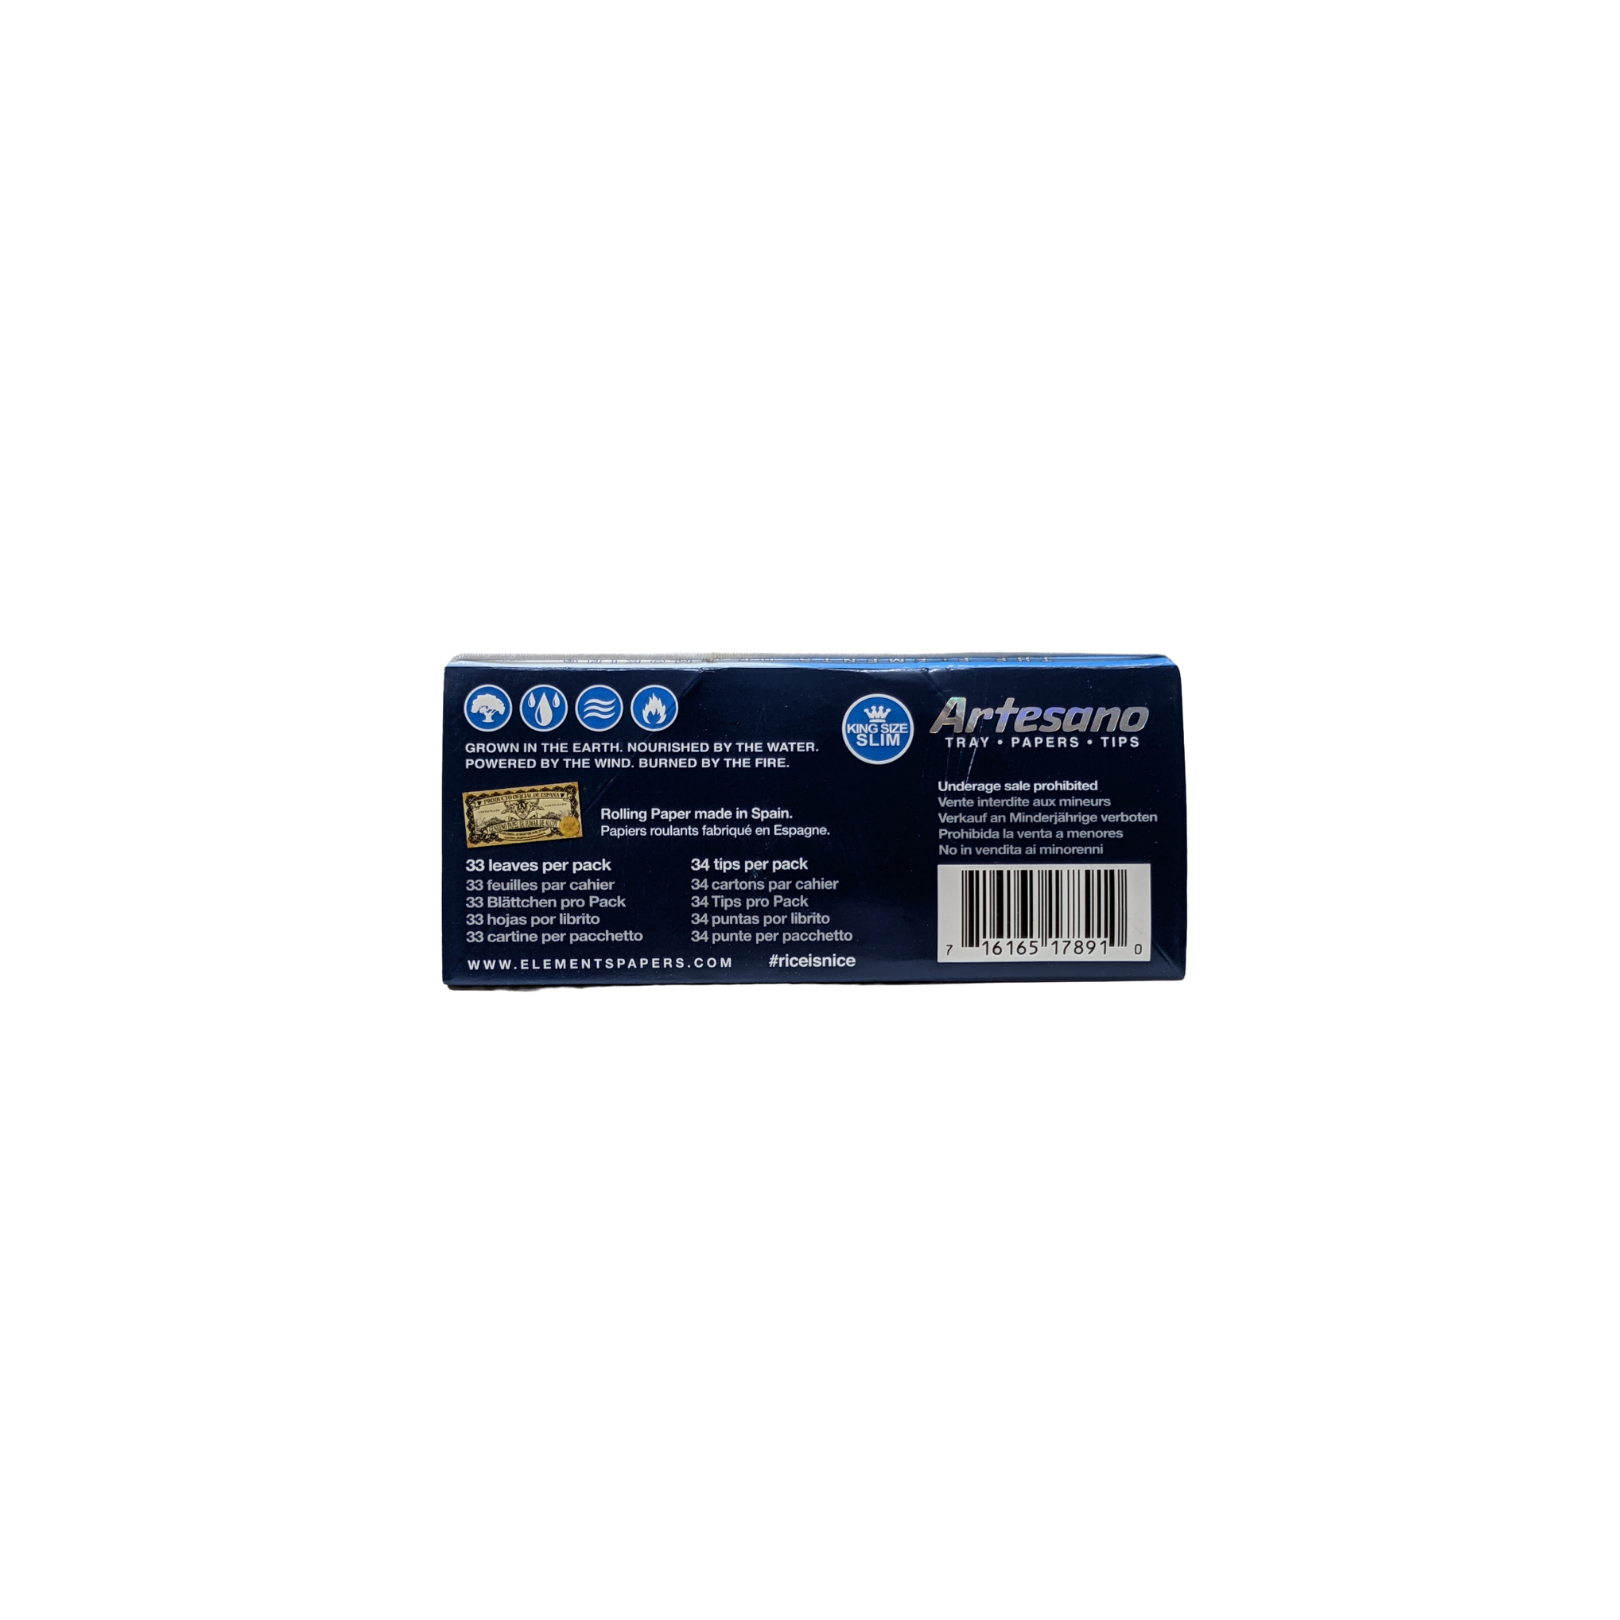 GROWN IN THE EARTH. NOURISHED BY THE WATER.
POWERED BY THE WIND. BURNED BY THE FIRE.
PRODUCTO OFICIAL DE ESPAÑA
Rolling Paper made in Spain.
Papiers roulants fabriqué en Espagne.
33 leaves per pack
33 feuilles par cahier
33 Blättchen pro Pack
33 hojas por librito
33 cartine per pacchetto
34 tips per pack
34 cartons par cahier
34 Tips pro Pack
34 puntas por librito
34 punte per pacchetto
WWW.ELEMENTSPAPERS.COM #riceisnice
KING SIZE
SLIM
Artesano
TRAY • PAPERS • TIPS
Underage sale prohibited
Vente interdite aux mineurs
Verkauf an Minderjährige verboten
Prohibida la venta a menores
No in vendita ai minorenni
7 16165 17891 0